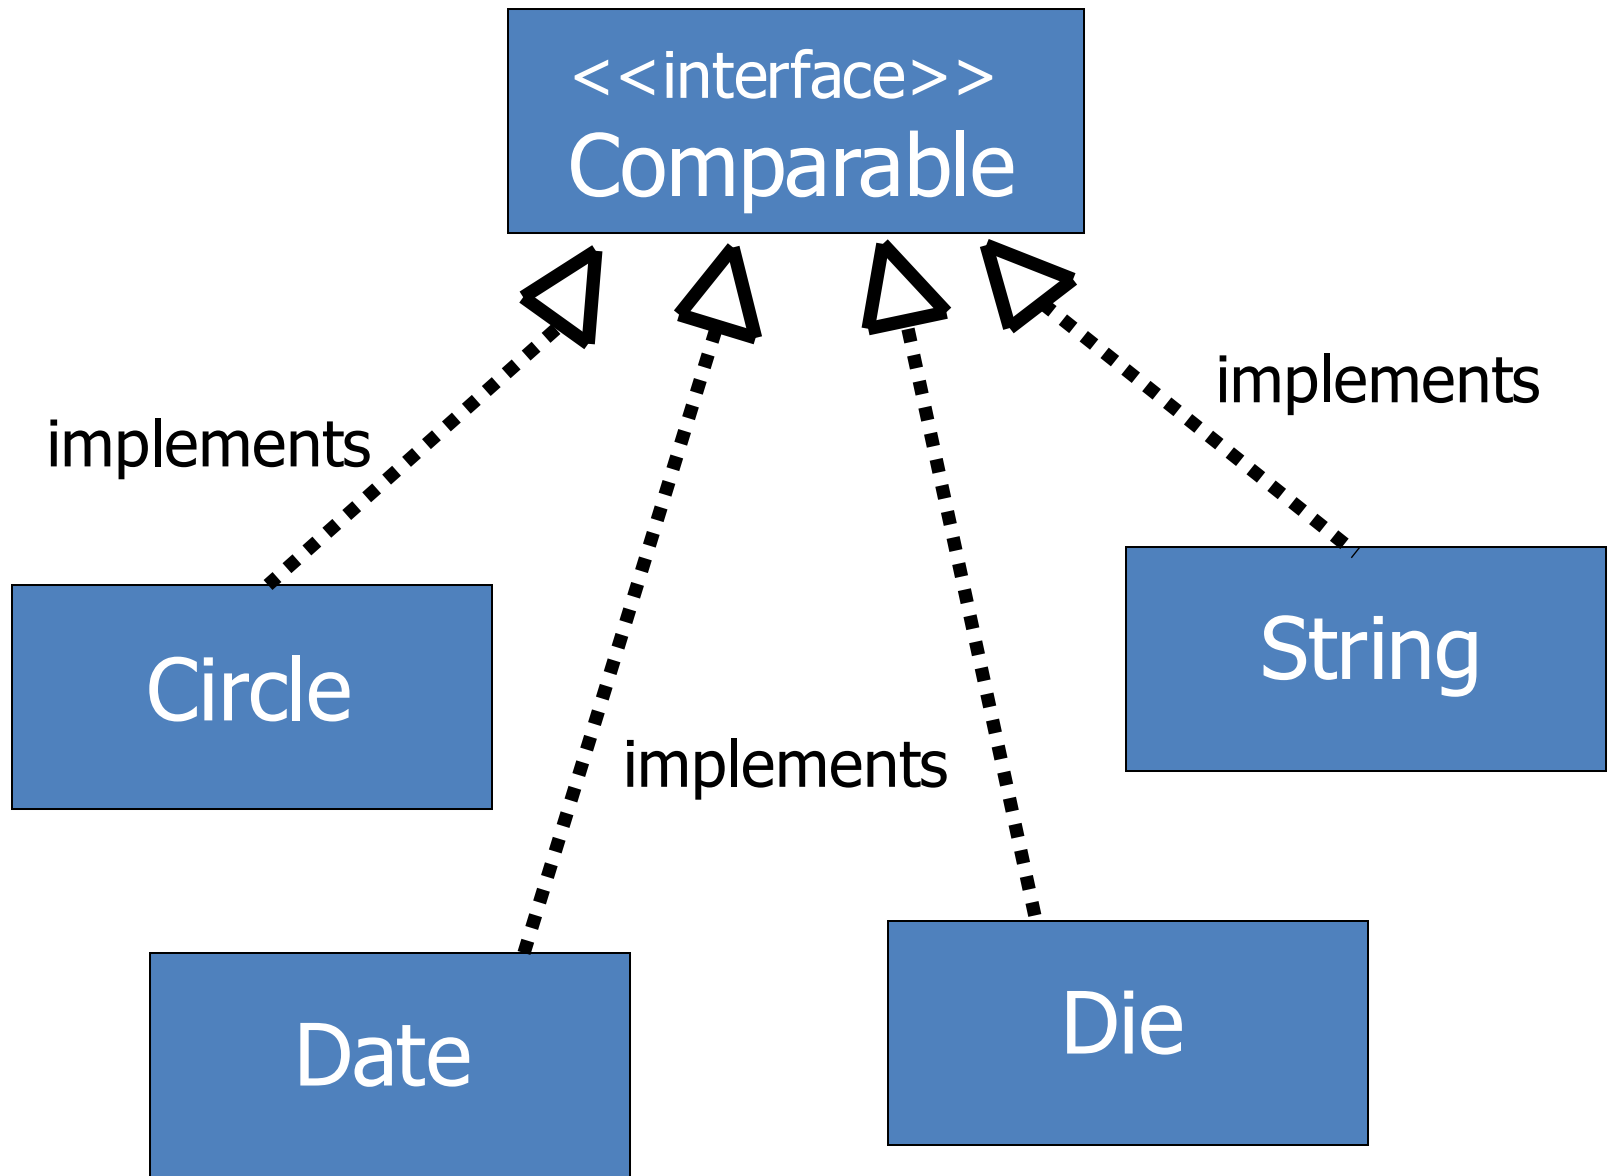 <<interface>>
Comparable
implements
implements
Circle
String
implements
Date
Die